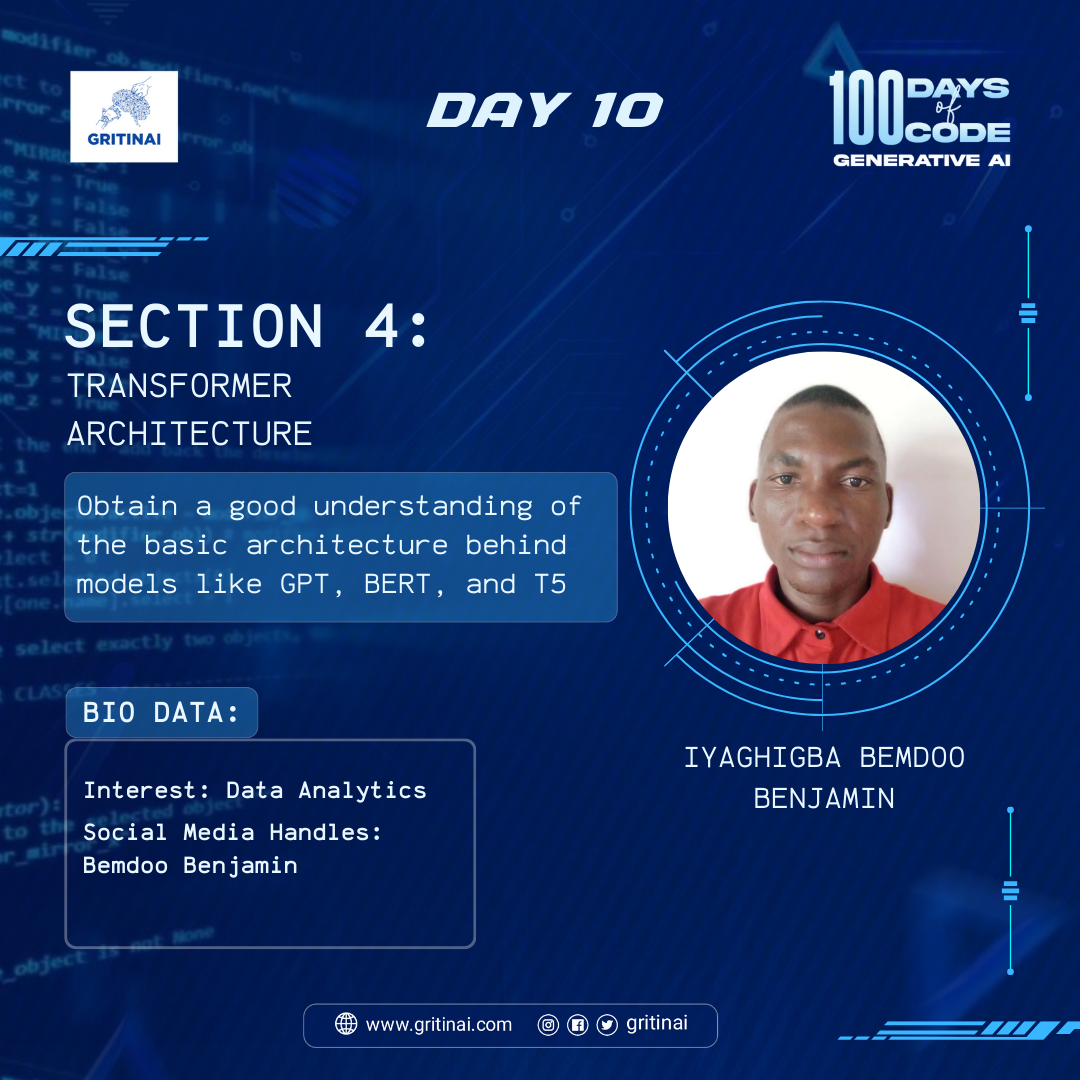 GRITINAI
DAY 10
100 DAYS
of
CODE
GENERATIVE AI
SECTION 4:
TRANSFORMER
ARCHITECTURE
Obtain a good understanding of
the basic architecture behind
models like GPT, BERT, and T5
BIO DATA:
Interest: Data Analytics
Social Media Handles:
Bemdoo Benjamin
IYAGHIGBA BEMDOO
BENJAMIN
www.gritinai.com
gritinai